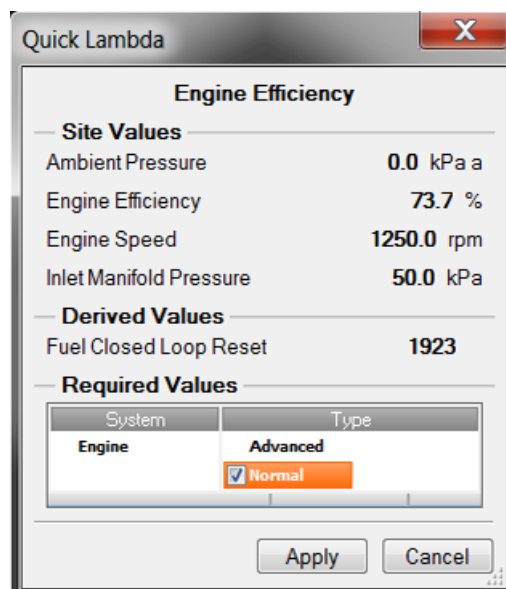 Quick Lambda
X
Engine Efficiency
Site Values
Ambient Pressure 0.0 kPa a
Engine Efficiency 73.7 %
Engine Speed 1250.0 rpm
Inlet Manifold Pressure 50.0 kPa
Derived Values
Fuel Closed Loop Reset 1923
Required Values
System Type
Engine Advanced
Normal
Apply Cancel